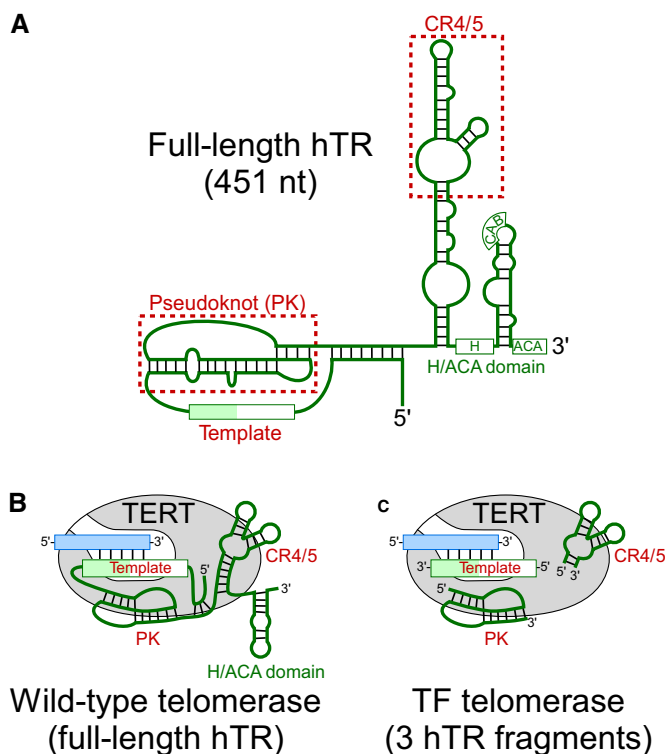 A
CR4/5
Full-length hTR
(451 nt)
CAB
Pseudoknot (PK)
H
ACA
3'
H/ACA domain
5'
Template
B
TERT
5'-
-3'
CR4/5
Template
5'
3'
PK
H/ACA domain
Wild-type telomerase
(full-length hTR)
C
TERT
5'-
-3'
CR4/5
3'-
Template
-5'
5'
3'
5'
3'
PK
TF telomerase
(3 hTR fragments)